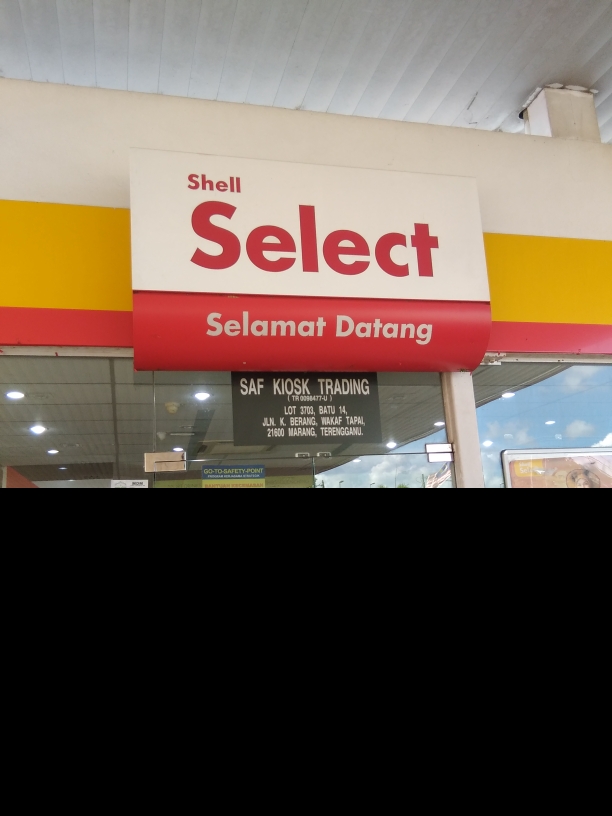 Shell
Select
Selamat Datang
SAF KIOSK TRADING
( TR 0098477-U )
LOT 3703, BATU 14,
JLN. K. BERANG, WAKAF TAPAI,
21600 MARANG, TERENGGANU.
GO-TO-SAFETY-POINT